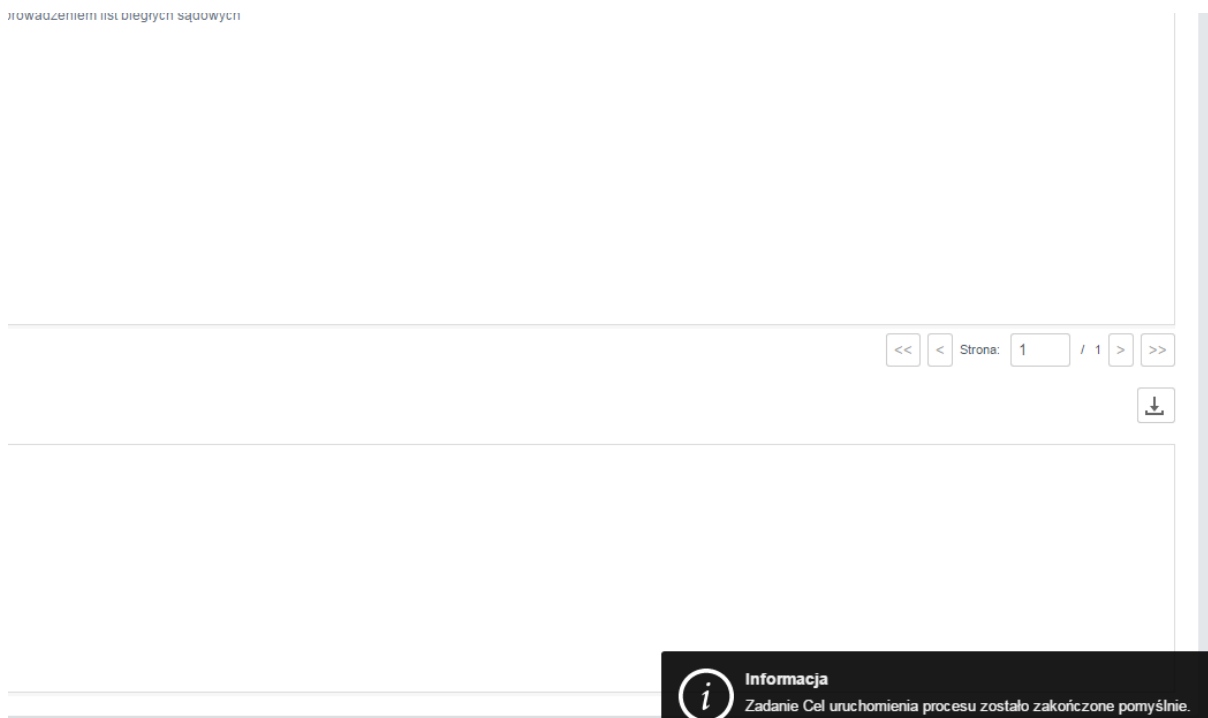 prowadzeniem list biegłych sądowych
<< < Strona: 1 / 1 > >>
Informacja
Zadanie Cel uruchomienia procesu zostało zakończone pomyślnie.